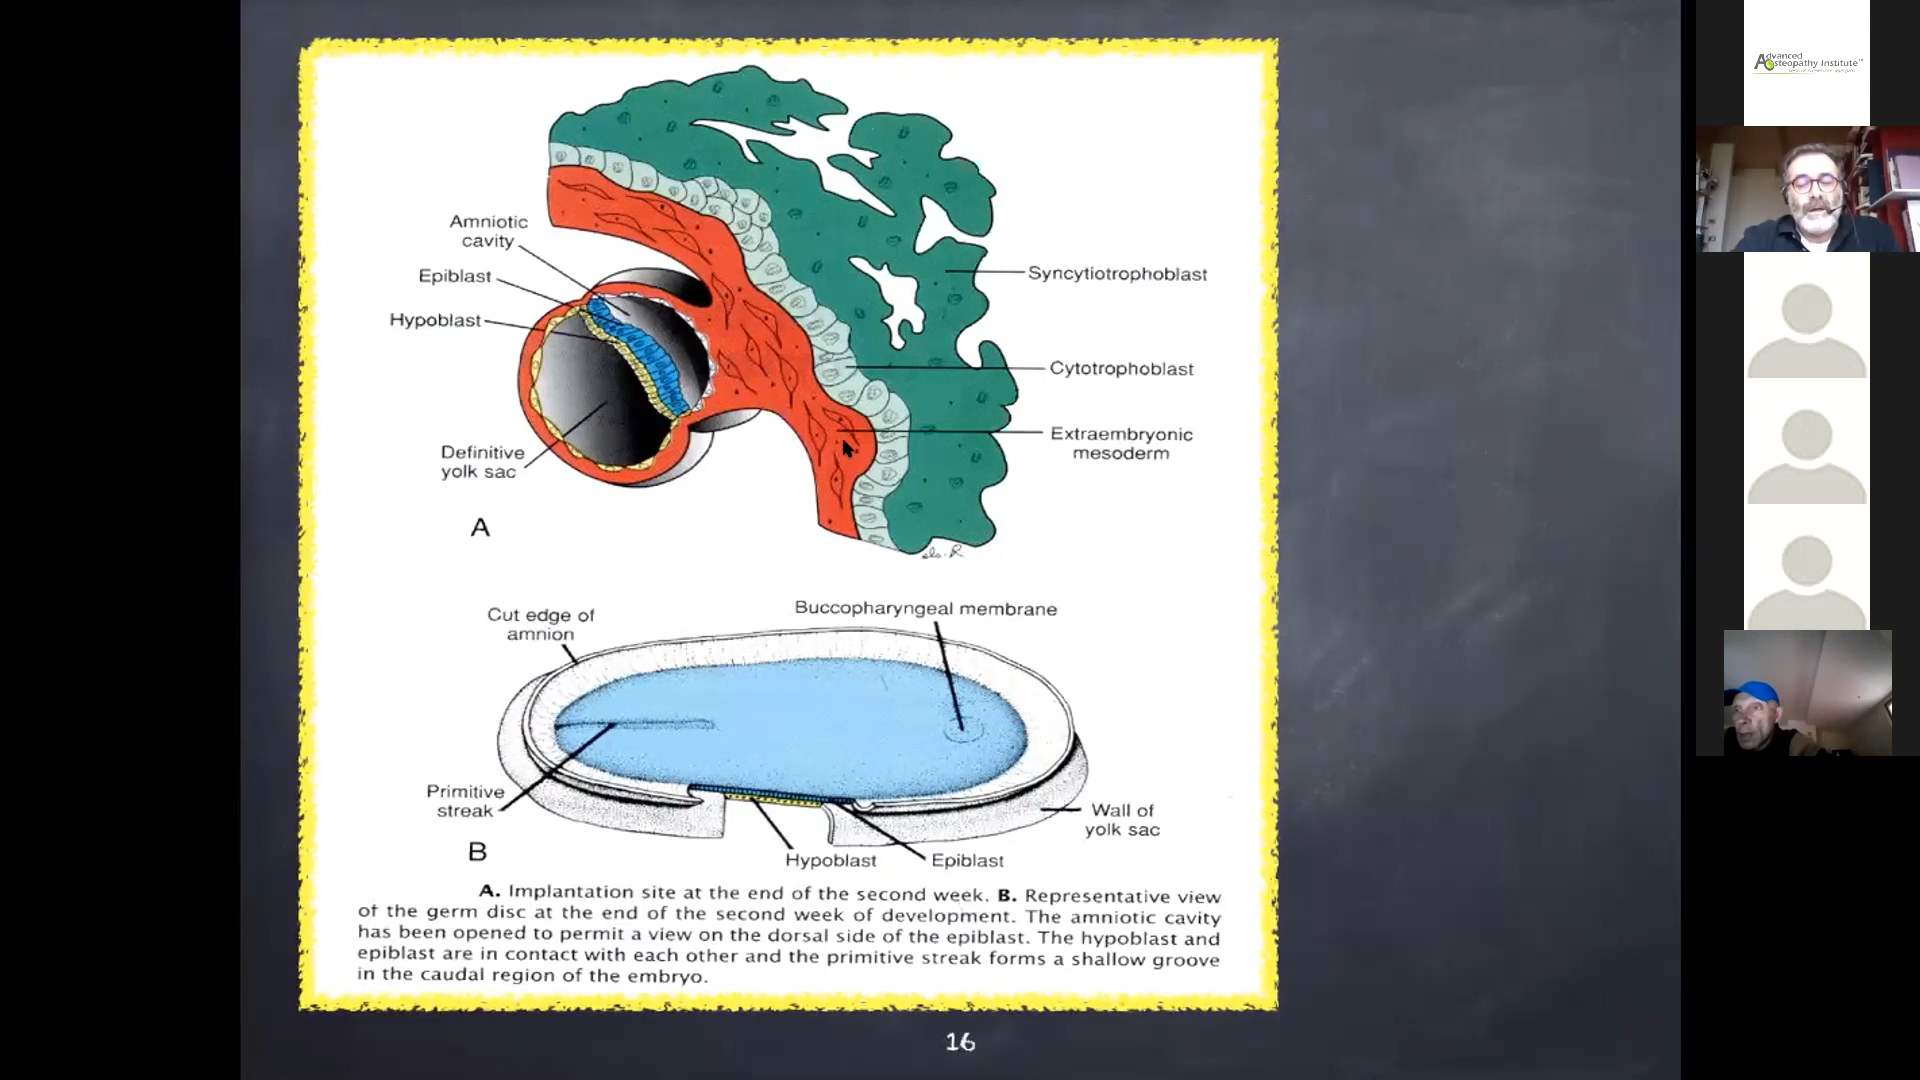 Amniotic
cavity
Epiblast
Hypoblast
Definitive
yolk sac
Syncytiotrophoblast
Cytotrophoblast
Extraembryonic
mesoderm
A
Cut edge of
amnion
Buccopharyngeal membrane
Primitive
streak
B
Hypoblast
Epiblast
Wall of
yolk sac
A. Implantation site at the end of the second week. B. Representative view
of the germ disc at the end of the second week of development. The amniotic cavity
has been opened to permit a view on the dorsal side of the epiblast. The hypoblast and
epiblast are in contact with each other and the primitive streak forms a shallow groove
in the caudal region of the embryo.
16
Advanced
Osteopathy Institute™